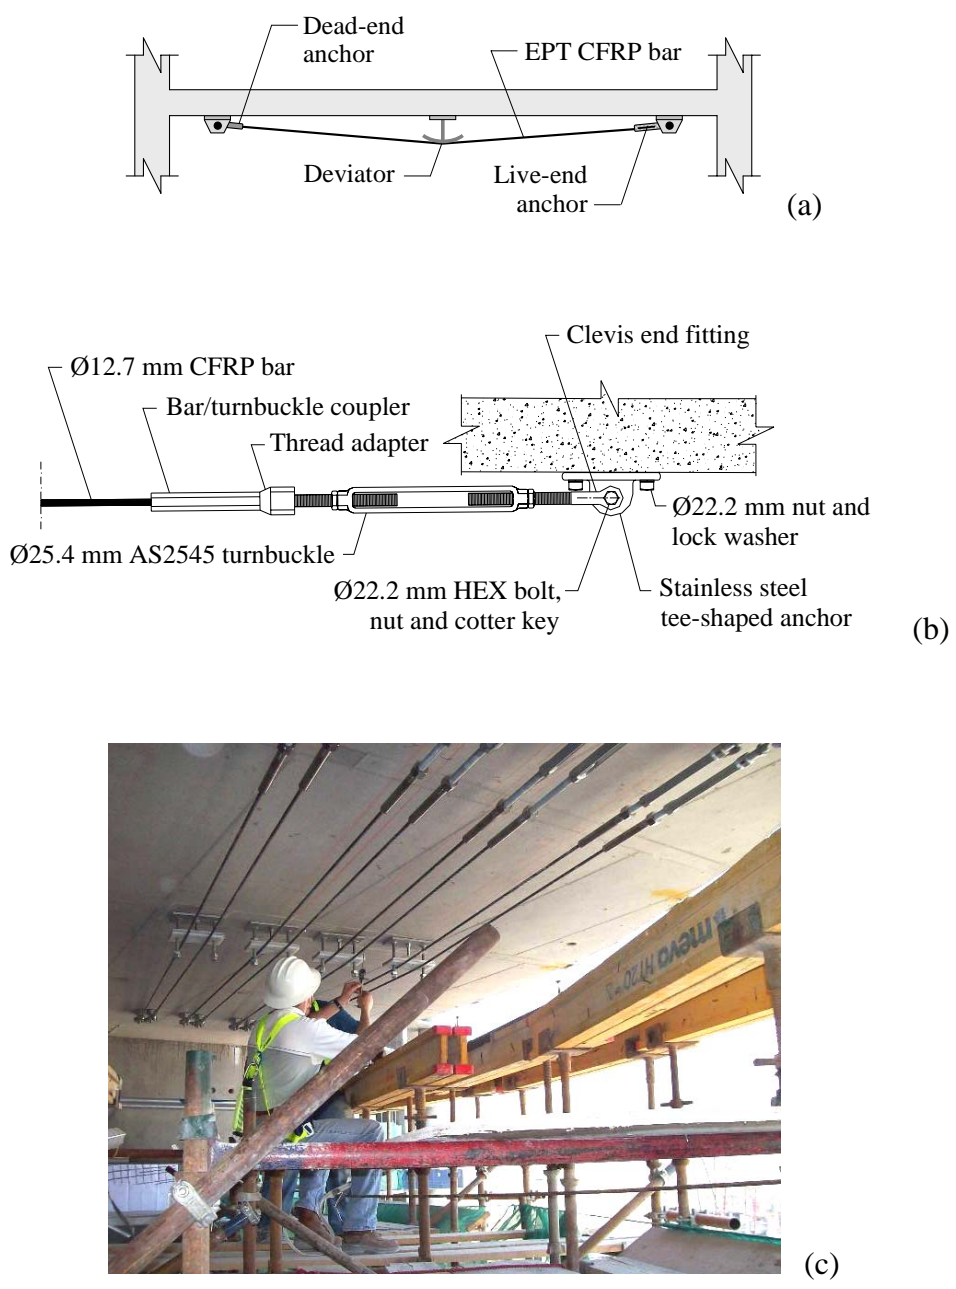 Dead-end
anchor
EPT CFRP bar
Deviator
Live-end
anchor
(a)
Clevis end fitting
Ø12.7 mm CFRP bar
Bar/turnbuckle coupler
Thread adapter
Ø22.2 mm nut and
lock washer
Ø25.4 mm AS2545 turnbuckle
Ø22.2 mm HEX bolt,
nut and cotter key
Stainless steel
tee-shaped anchor
(b)
meva HY20
(c)